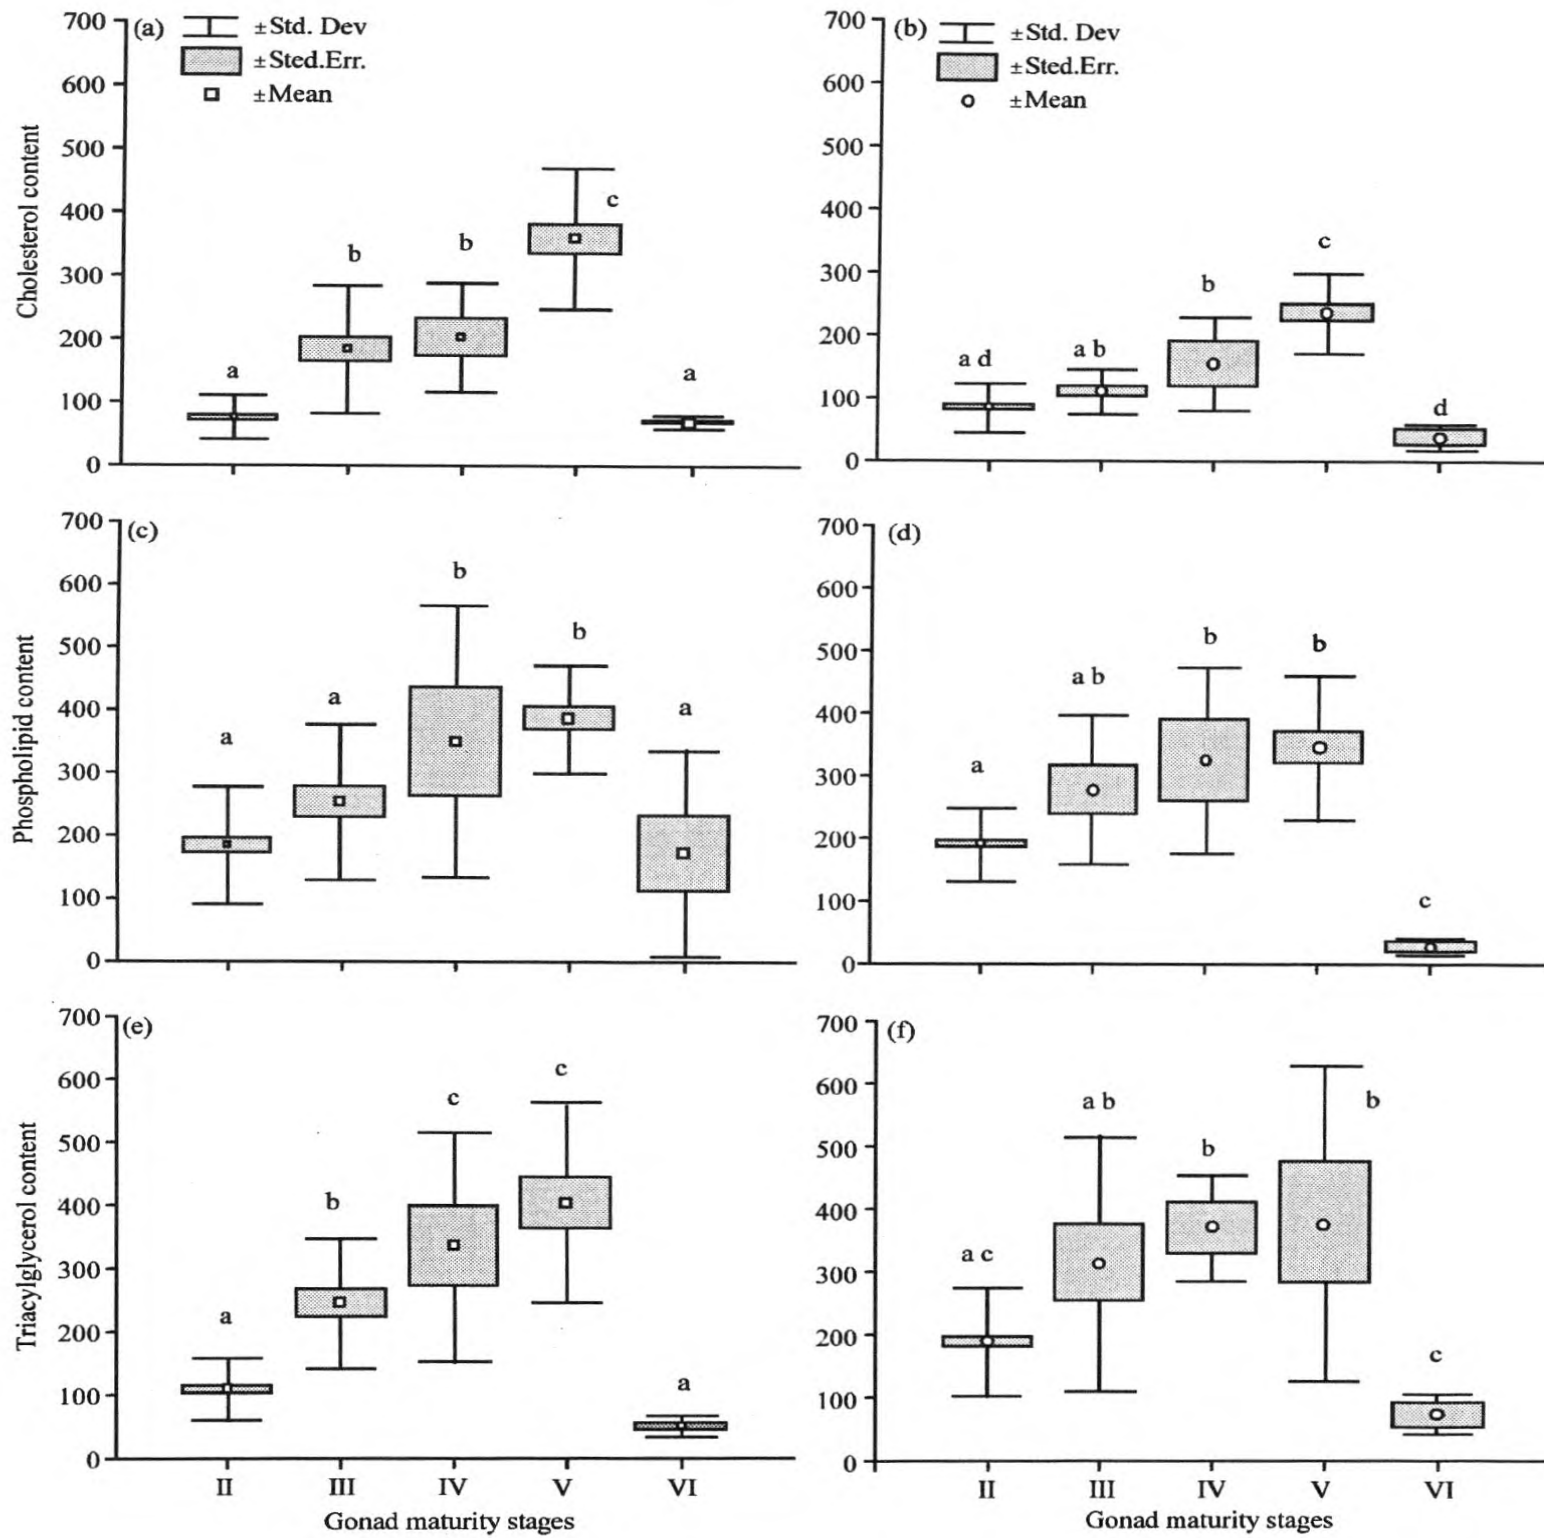 (a)
±Std. Dev
±Sted.Err.
±Mean
700
600
500
400
300
200
100
0
Cholesterol content
a
b
b
c
a
(b)
±Std. Dev
±Sted.Err.
±Mean
700
600
500
400
300
200
100
0
a d
a b
b
c
d
(c)
700
600
500
400
300
200
100
0
Phospholipid content
a
a
b
b
a
(d)
700
600
500
400
300
200
100
0
a
a b
b
b
c
(e)
700
600
500
400
300
200
100
0
Triacylglycerol content
a
b
c
c
a
II III IV V VI
Gonad maturity stages
(f)
700
600
500
400
300
200
100
0
a c
a b
b
b
c
II III IV V VI
Gonad maturity stages